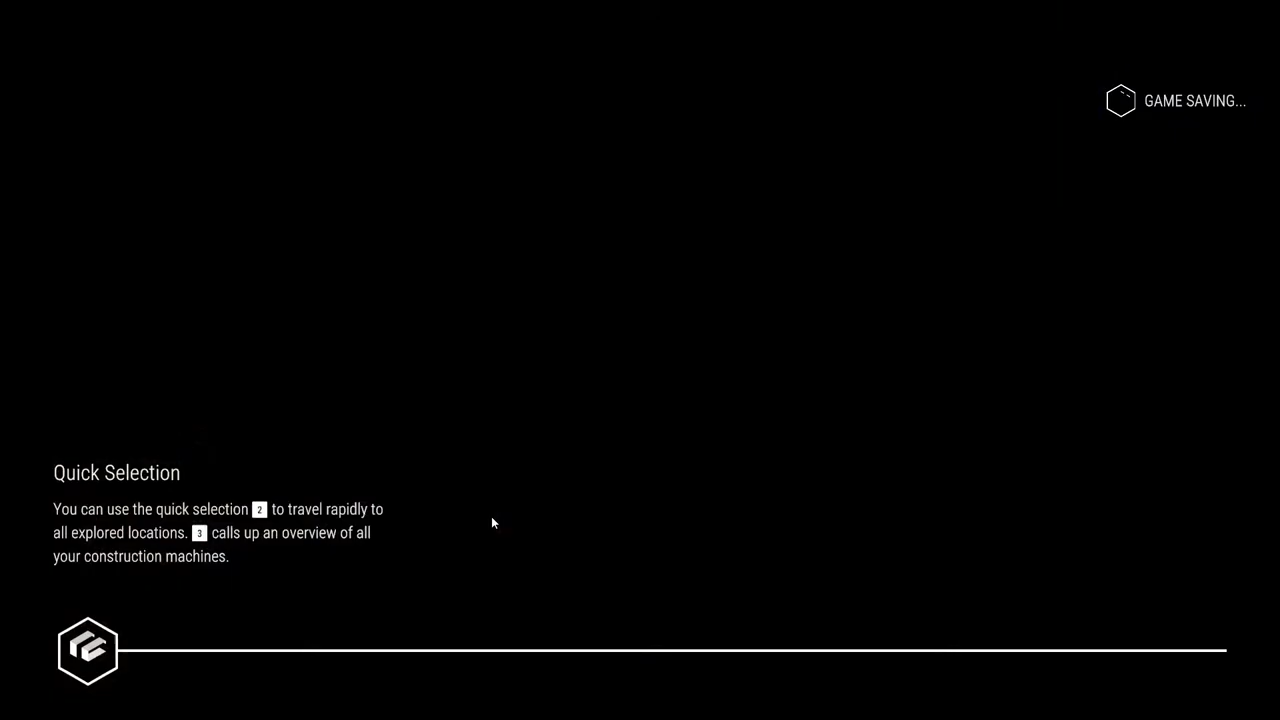 GAME SAVING...
Quick Selection
You can use the quick selection 2 to travel rapidly to
all explored locations. 3 calls up an overview of all
your construction machines.